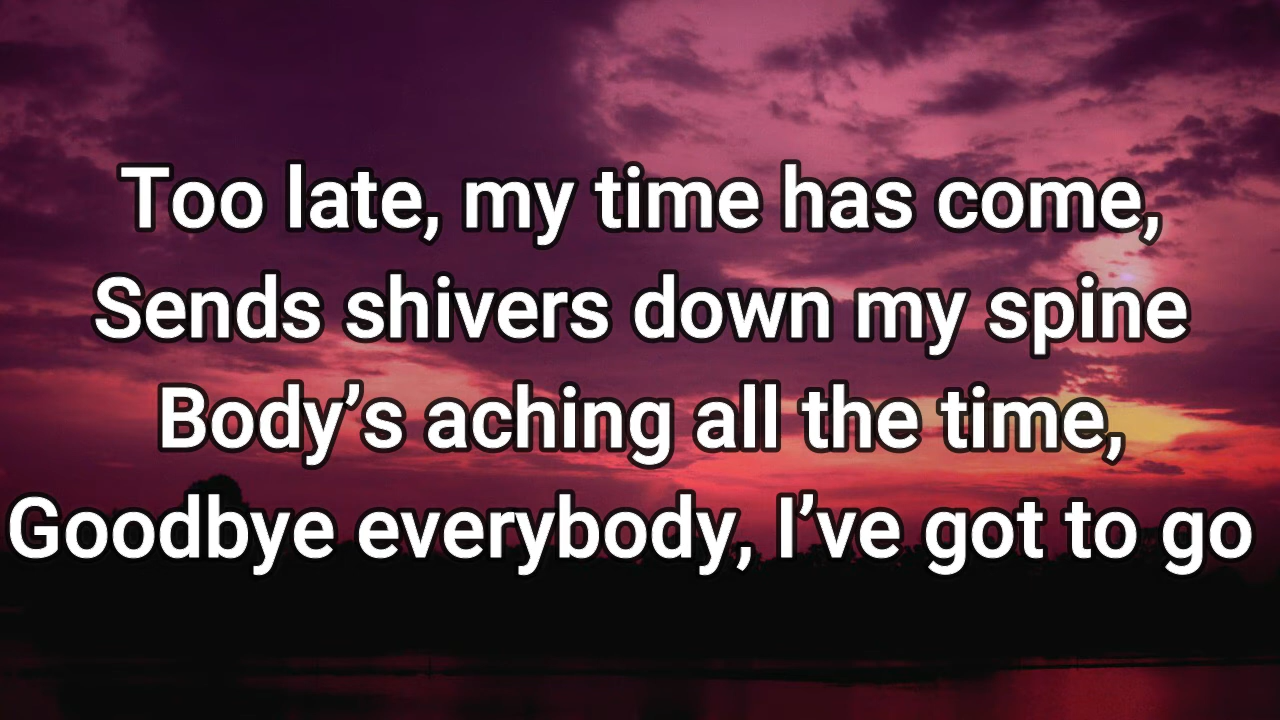 Too late, my time has come,
Sends shivers down my spine
Body’s aching all the time,
Goodbye everybody, I’ve got to go